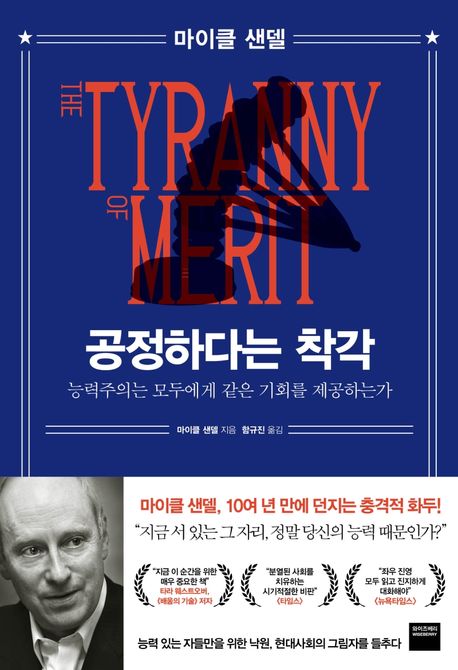 마이클 샌델
THE
TYRANNY
OF
MERIT
공정하다는 착각
능력주의는 모두에게 같은 기회를 제공하는가
마이클 샌델 지음 함규진 옮김
마이클 샌델, 10여 년 만에 던지는 충격적 화두!
“지금 서 있는 그 자리, 정말 당신의 능력 때문인가?”
“지금 이 순간을 위한
매우 중요한 책”
타라 웨스트오버,
《배움의 기술》 저자
“분열된 사회를
치유하는
시기적절한 비판”
〈타임스〉
“좌우 진영
모두 읽고 진지하게
대화해야”
〈뉴욕타임스〉
능력 있는 자들만을 위한 낙원, 현대사회의 그림자를 들추다
와이즈베리
WISEBERRY